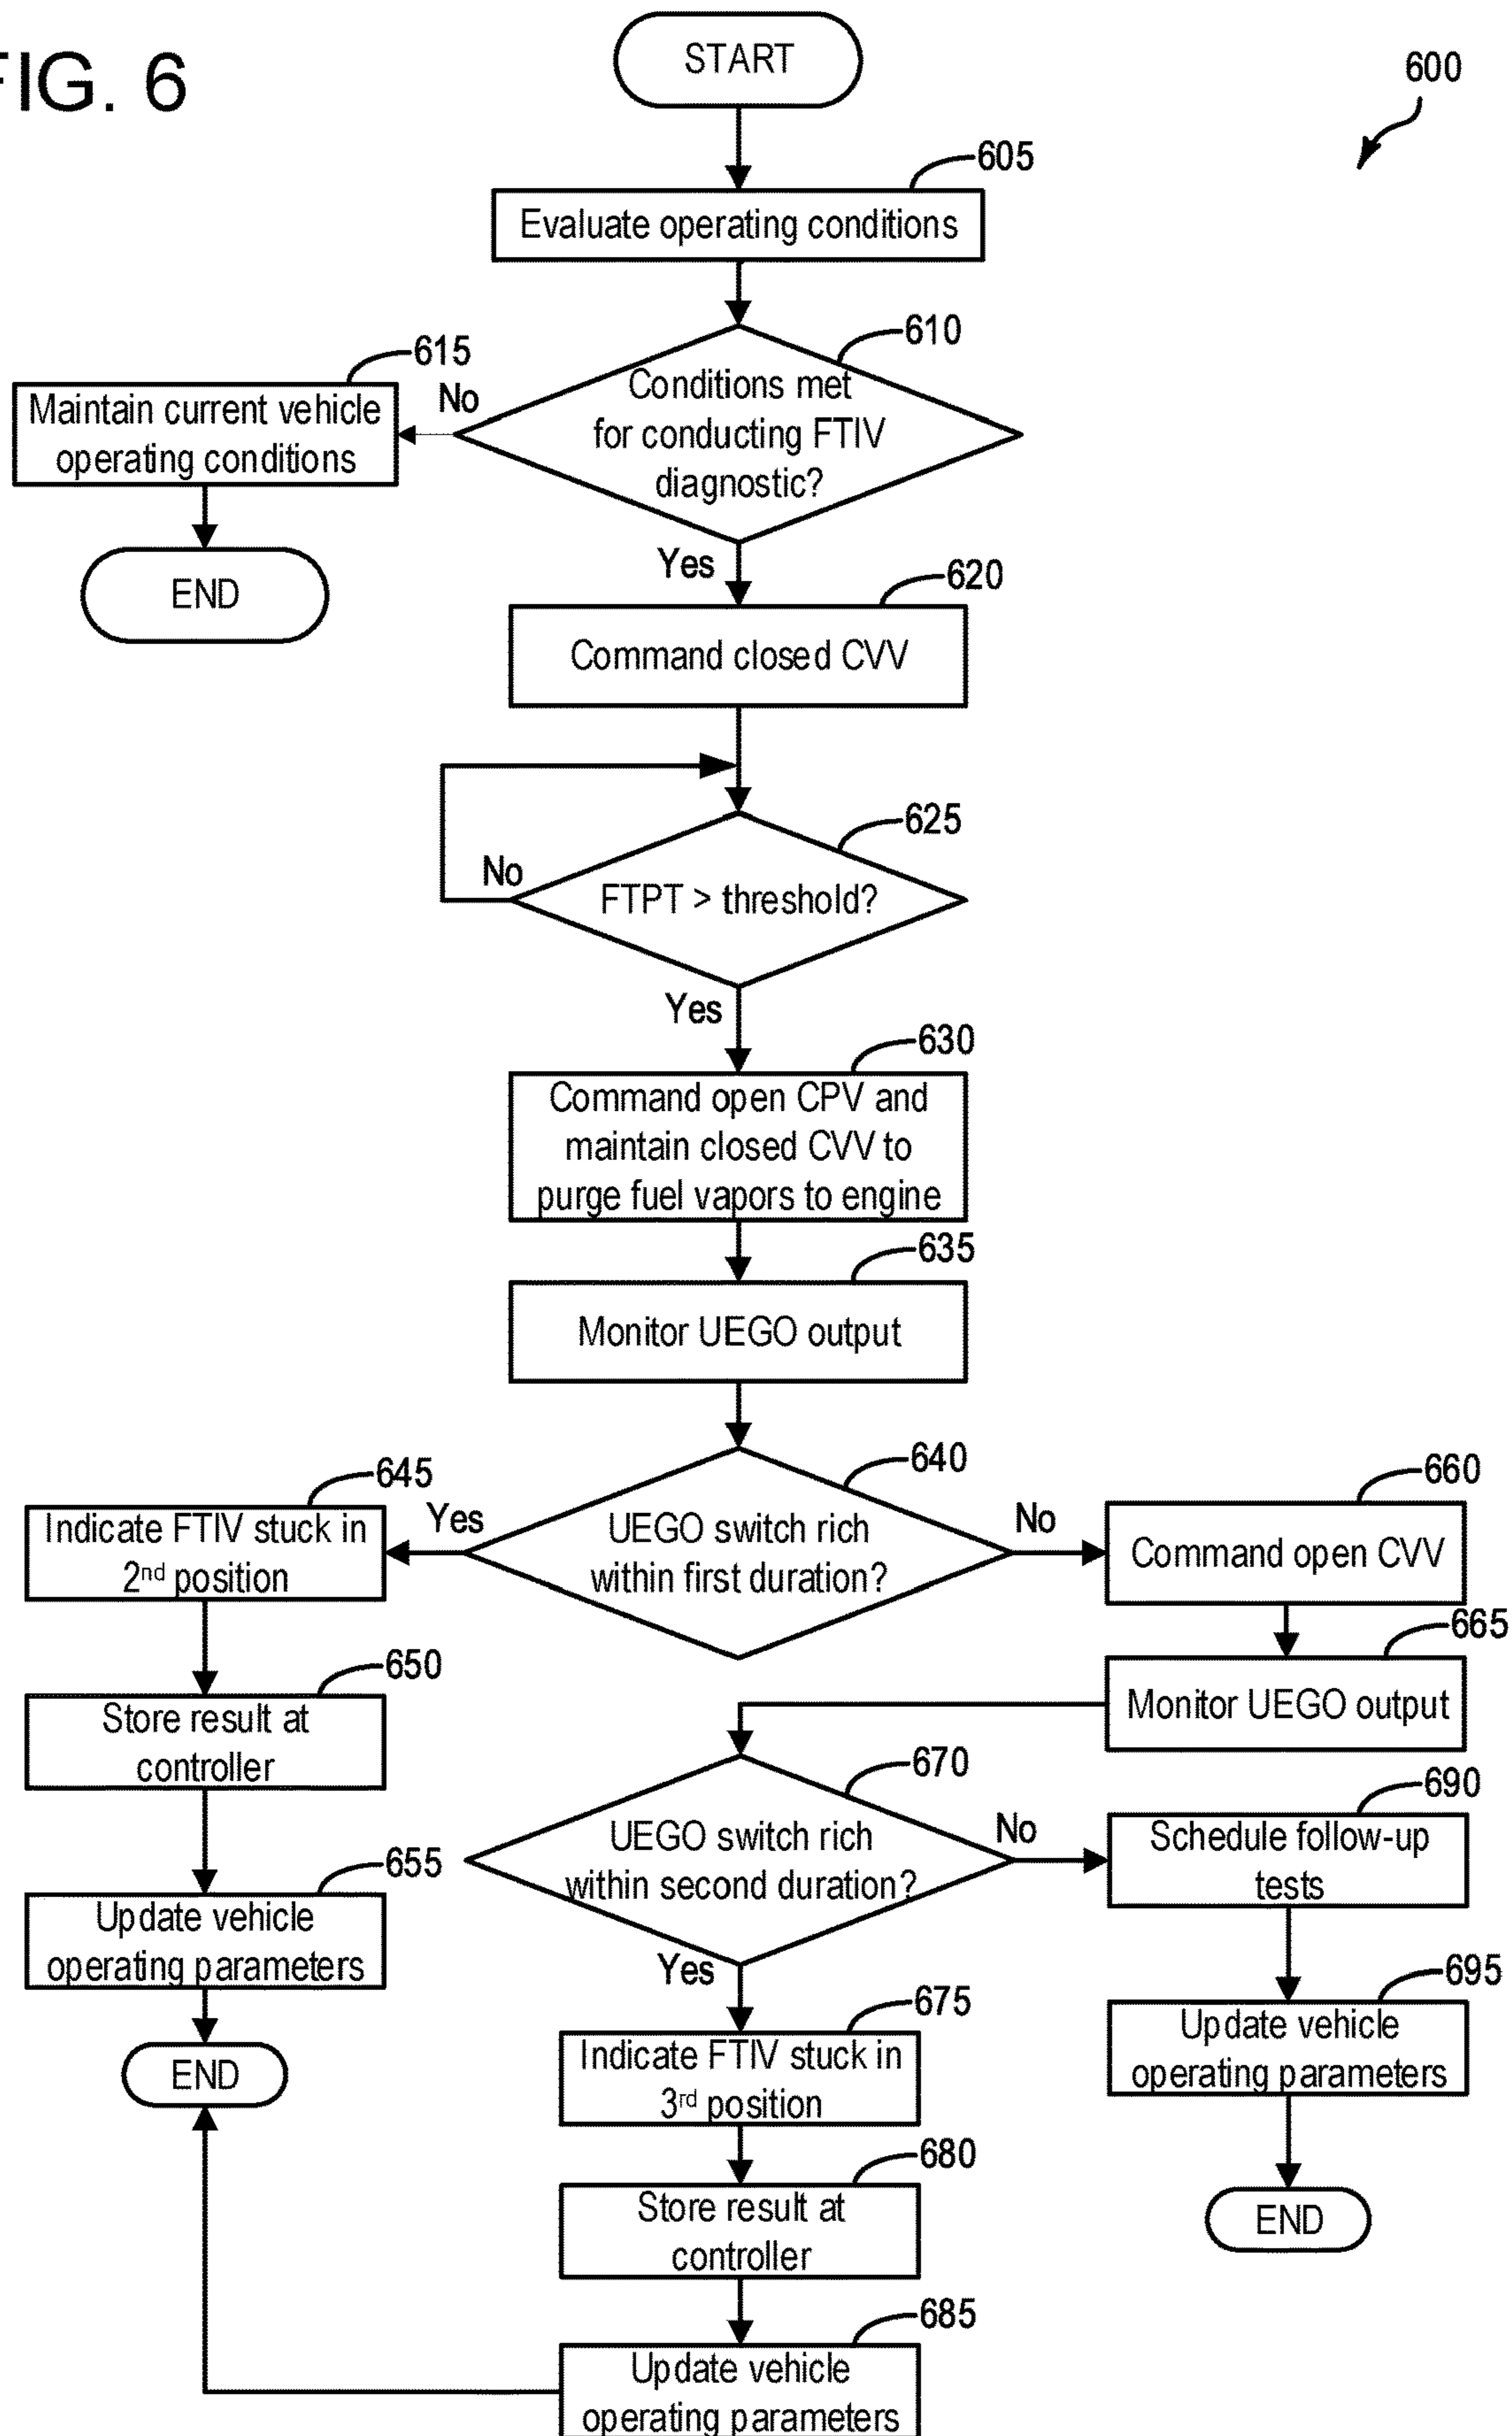 FIG. 6
START
600
605
Evaluate operating conditions
610
615
Conditions met
for conducting FTIV
diagnostic?
No
Maintain current vehicle
operating conditions
END
Yes
620
Command closed CVV
625
No
FTPT > threshold?
Yes
630
Command open CPV and
maintain closed CVV to
purge fuel vapors to engine
635
Monitor UEGO output
640
UEGO switch rich
within first duration?
645
Yes
Indicate FTIV stuck in
2nd position
650
Store result at
controller
655
Update vehicle
operating parameters
END
No
660
Command open CVV
665
Monitor UEGO output
670
UEGO switch rich
within second duration?
No
690
Schedule follow-up
tests
695
Update vehicle
operating parameters
END
Yes
675
Indicate FTIV stuck in
3rd position
680
Store result at
controller
685
Update vehicle
operating parameters